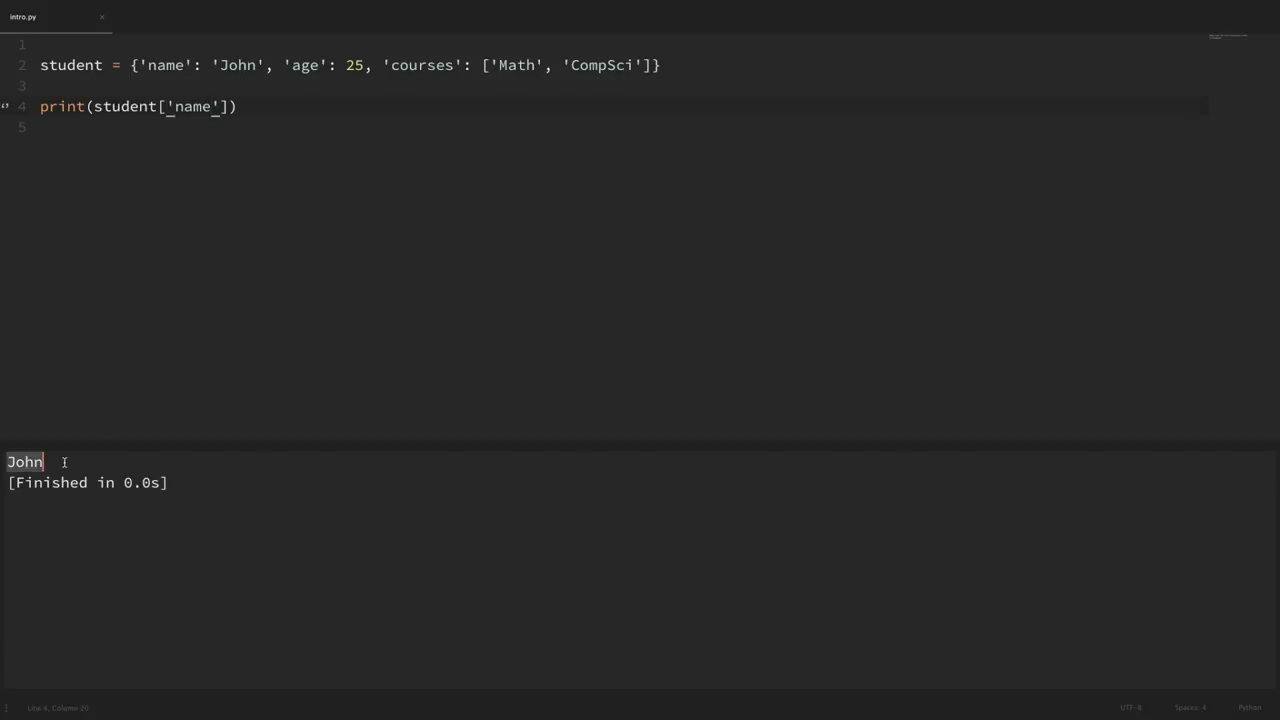 intro.py ×
1
2 student = {'name': 'John', 'age': 25, 'courses': ['Math', 'CompSci']}
3
4 print(student['name'])
5
John
[Finished in 0.0s]
Line 4, Column 20 UTF-8 Spaces: 4 Python